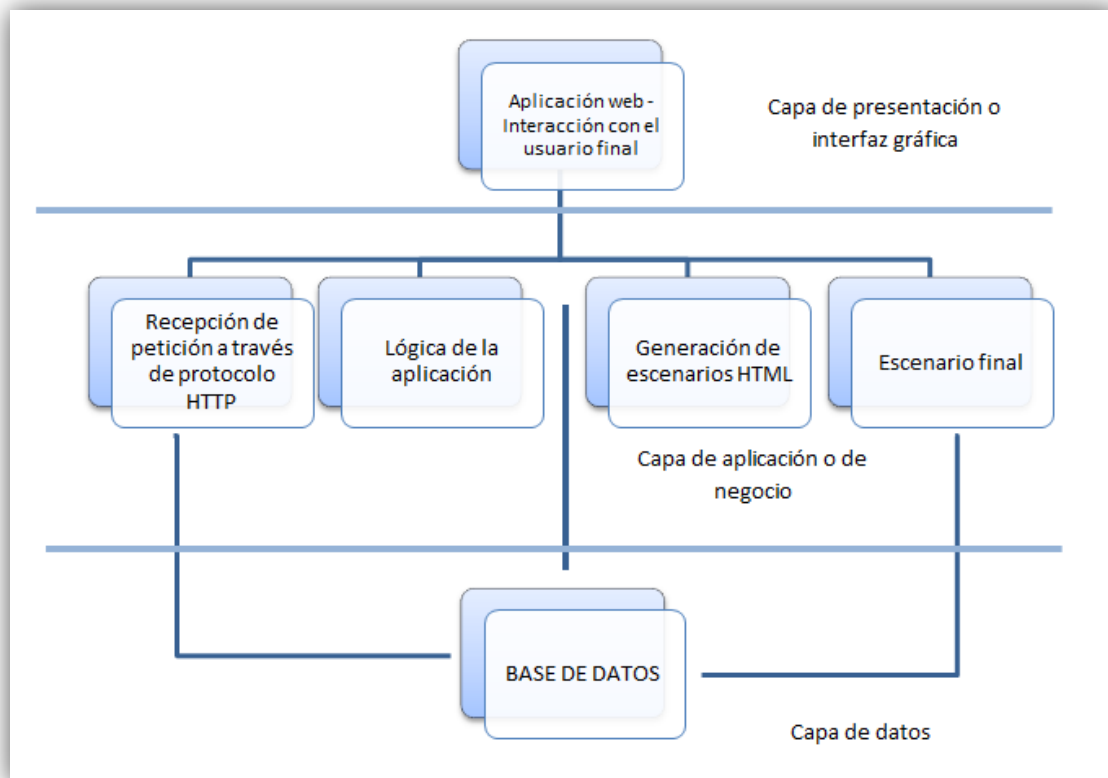 Aplicación web -
Interacción con el
usuario final
Capa de presentación o
interfaz gráfica
Recepción de
petición a través
de protocolo
HTTP
Lógica de la
aplicación
Generación de
escenarios HTML
Escenario final
Capa de aplicación o de
negocio
BASE DE DATOS
Capa de datos